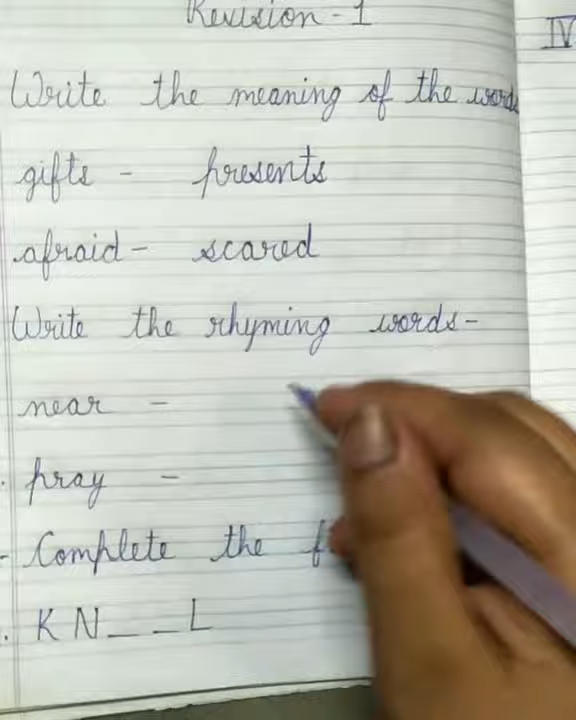 Revision - 1
IV
Write the meaning of the words
gifts - presents
afraid - scared
Write the rhyming words -
near -
. pray -
- Complete the f
. K N _ _ L